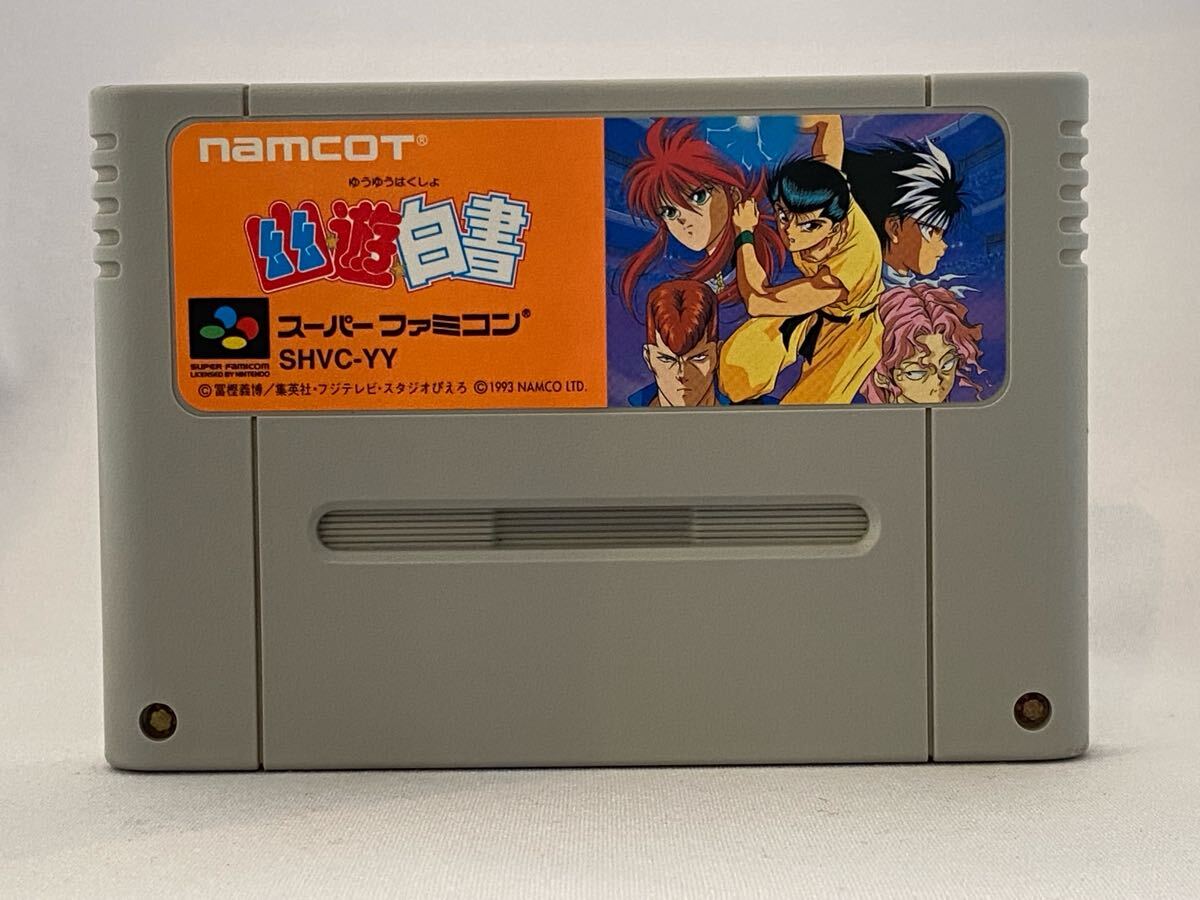 namcot®
ゆうゆうはくしょ
幽遊白書
スーパーファミコン®
SUPER FAMICOM
LICENSED BY NINTENDO
SHVC-YY
©冨樫義博／集英社・フジテレビ・スタジオぴえろ ©1993 NAMCO LTD.